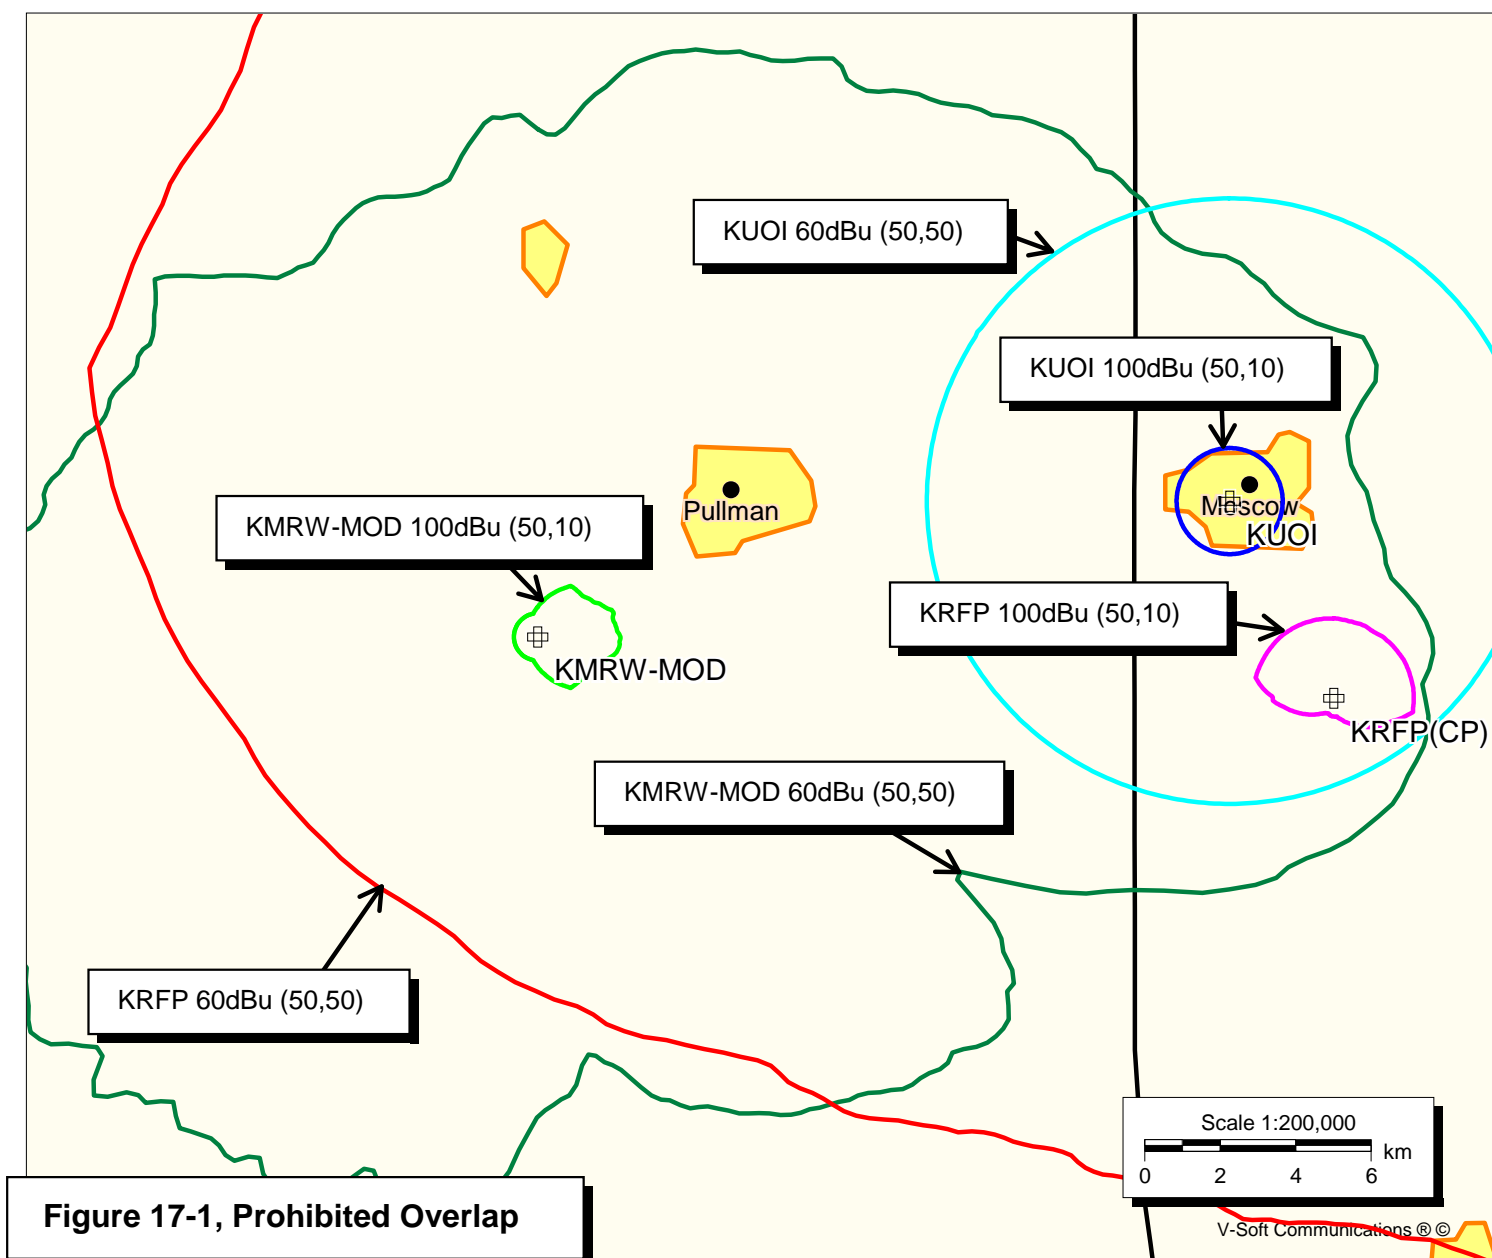 KUOI 60dBu (50,50)
KUOI 100dBu (50,10)
Pullman
Moscow
KUOI
KMRW-MOD 100dBu (50,10)
KRFP 100dBu (50,10)
KMRW-MOD
KRFP(CP)
KMRW-MOD 60dBu (50,50)
KRFP 60dBu (50,50)
Scale 1:200,000
km
0 2 4 6
Figure 17-1, Prohibited Overlap
V-Soft Communications ® ©